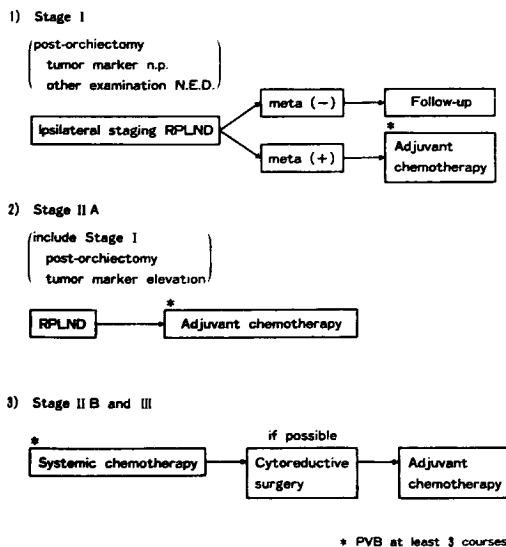 1) Stage I
post-orchiectomy
tumor marker n.p.
other examination N.E.D.
Ipsilateral staging RPLND
meta (−)
Follow-up
meta (+)
*
Adjuvant
chemotherapy
2) Stage II A
include Stage I
post-orchiectomy
tumor marker elevation
RPLND
*
Adjuvant chemotherapy
3) Stage II B and III
*
Systemic chemotherapy
if possible
Cytoreductive
surgery
Adjuvant
chemotherapy
* PVB at least 3 courses